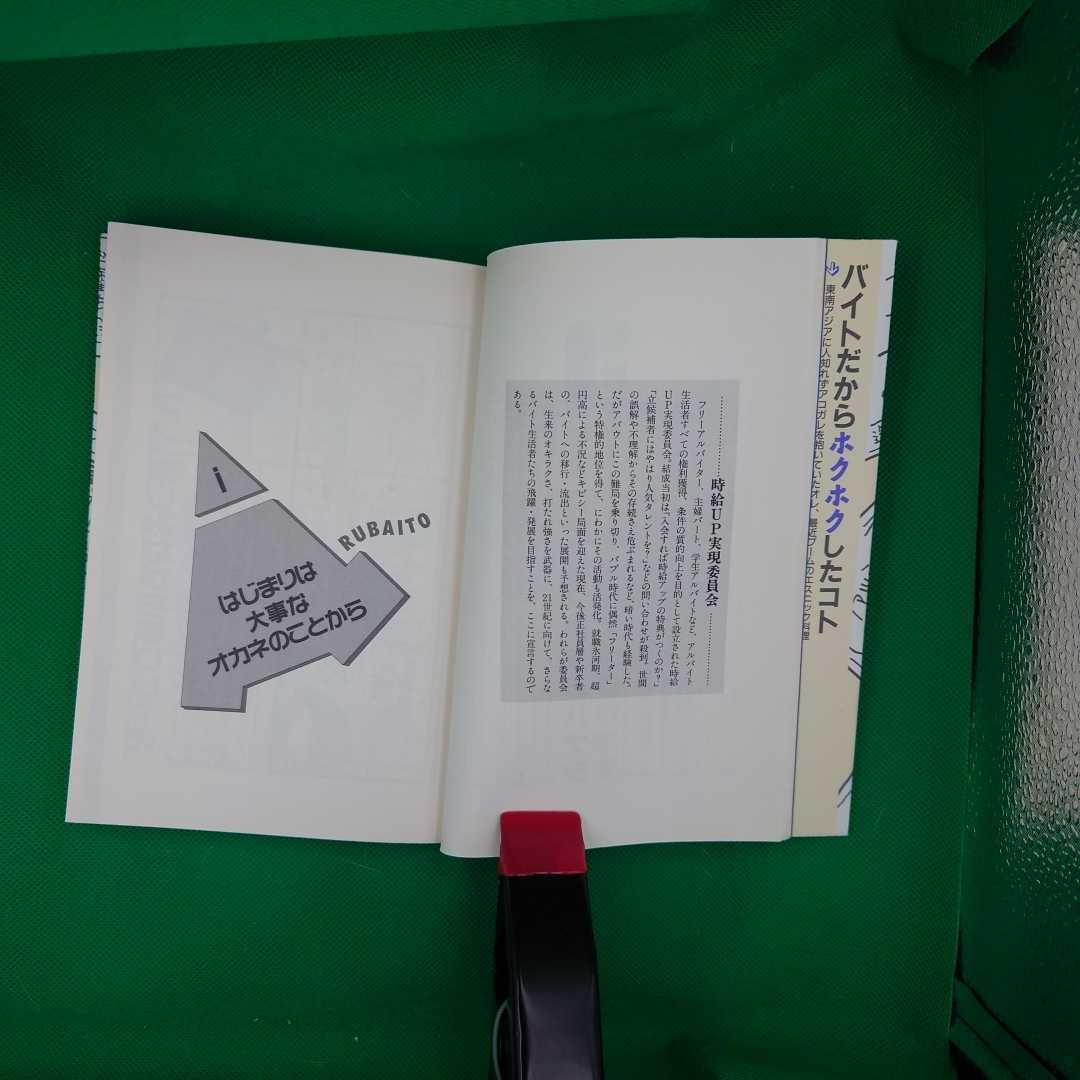 バイトだからホクホクしたコト
東南アジアに人知れずアコガレを抱いていたオレ、最近ブームのエスニック料理
時給UP実現委員会
フリーアルバイター、主婦パート、学生アルバイトなど、アルバイト
生活者すべての権利獲得、条件の質的向上を目的として設立された時給
UP実現委員会。結成当初は『入会すれば時給アップの特典がつくのか?』
『立候補者にはやはり人気タレントを?』などの問い合わせが殺到。世間
の誤解や不理解からその存続さえ危ぶまれるなど、暗い時代も経験した。
だがアバウトにこの難局を乗り切り、バブル時代に偶然「フリーター」
という特権的地位を得て、にわかにその活動も活発化。就職氷河期、超
円高による不況などキビシー局面を迎えた現在、今後正社員層や新卒者
の、バイトへの移行・流出といった展開も予想される。われらが委員会
は、生来のオキラクさ、打たれ強さを武器に、21世紀に向けて、さらな
るバイト生活者たちの飛躍・発展を目指すことを、ここに宣言するので
ある。
i
RUBAITO
はじまりは
大事な
オカネのことから